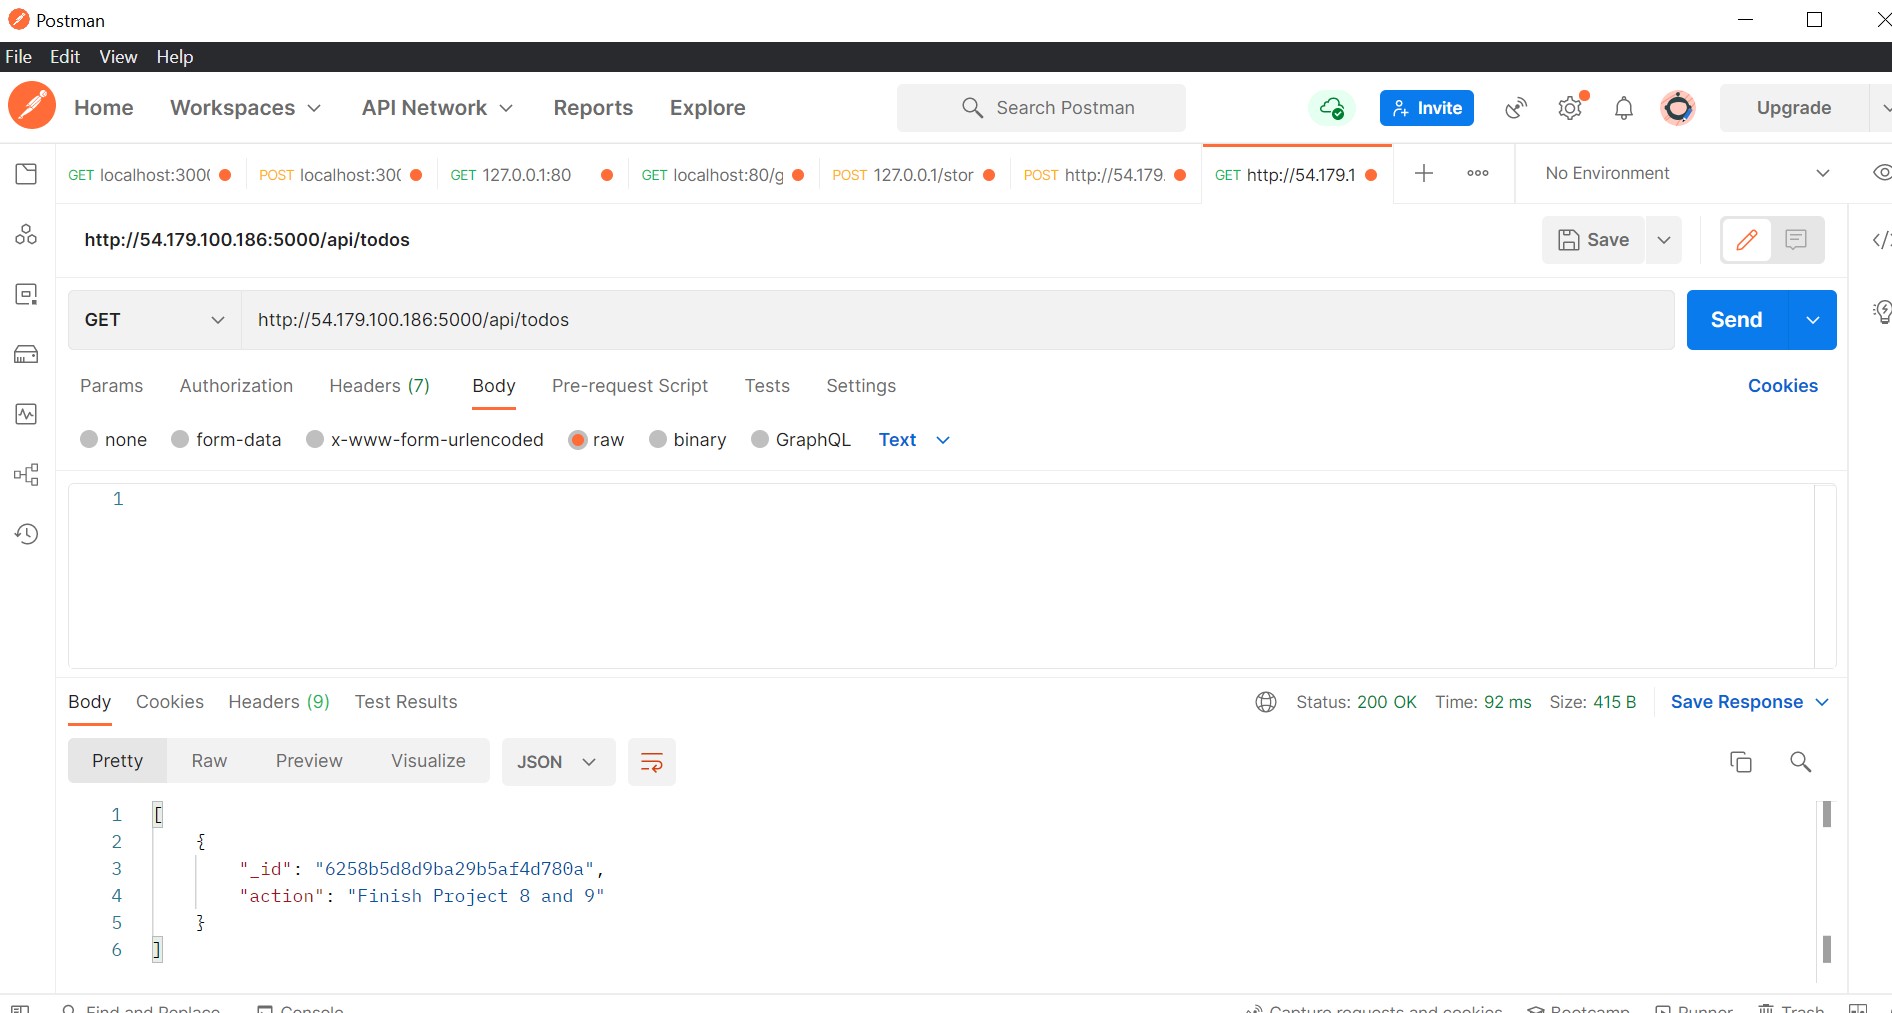 Postman
File Edit View Help
Home Workspaces API Network Reports Explore Search Postman Invite Upgrade
GET localhost:300 POST localhost:30 GET 127.0.0.1:80 GET localhost:80/g POST 127.0.0.1/stor POST http://54.179. GET http://54.179.1 No Environment
http://54.179.100.186:5000/api/todos Save
GET http://54.179.100.186:5000/api/todos Send
Params Authorization Headers (7) Body Pre-request Script Tests Settings Cookies
none form-data x-www-form-urlencoded raw binary GraphQL Text
1
Body Cookies Headers (9) Test Results Status: 200 OK Time: 92 ms Size: 415 B Save Response
Pretty Raw Preview Visualize JSON
1 [
2 {
3 "_id": "6258b5d8d9ba29b5af4d780a",
4 "action": "Finish Project 8 and 9"
5 }
6 ]
Find and Replace Console Capture requests and cookies Bootcamp Runner Trash